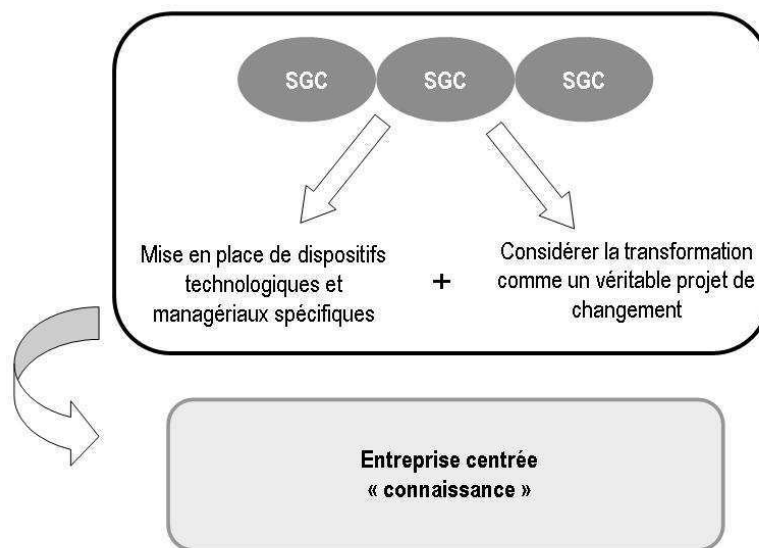 SGC SGC SGC
Mise en place de dispositifs
technologiques et
managériaux spécifiques
+
Considérer la transformation
comme un véritable projet de
changement
Entreprise centrée
« connaissance »